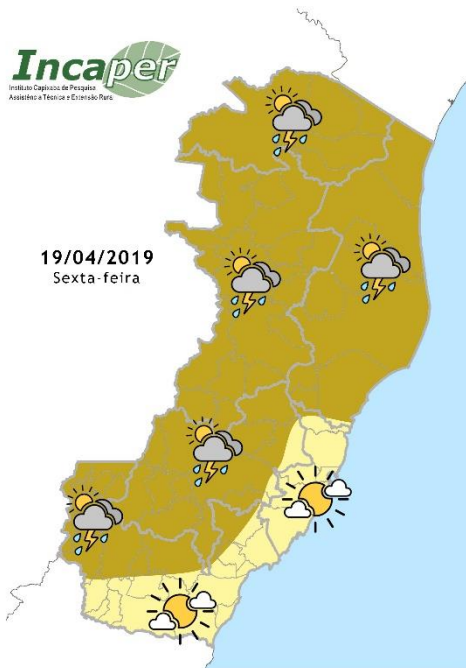 Incaper
Instituto Capixaba de Pesquisa
Assistência Técnica e Extensão Rural
19/04/2019
Sexta-feira